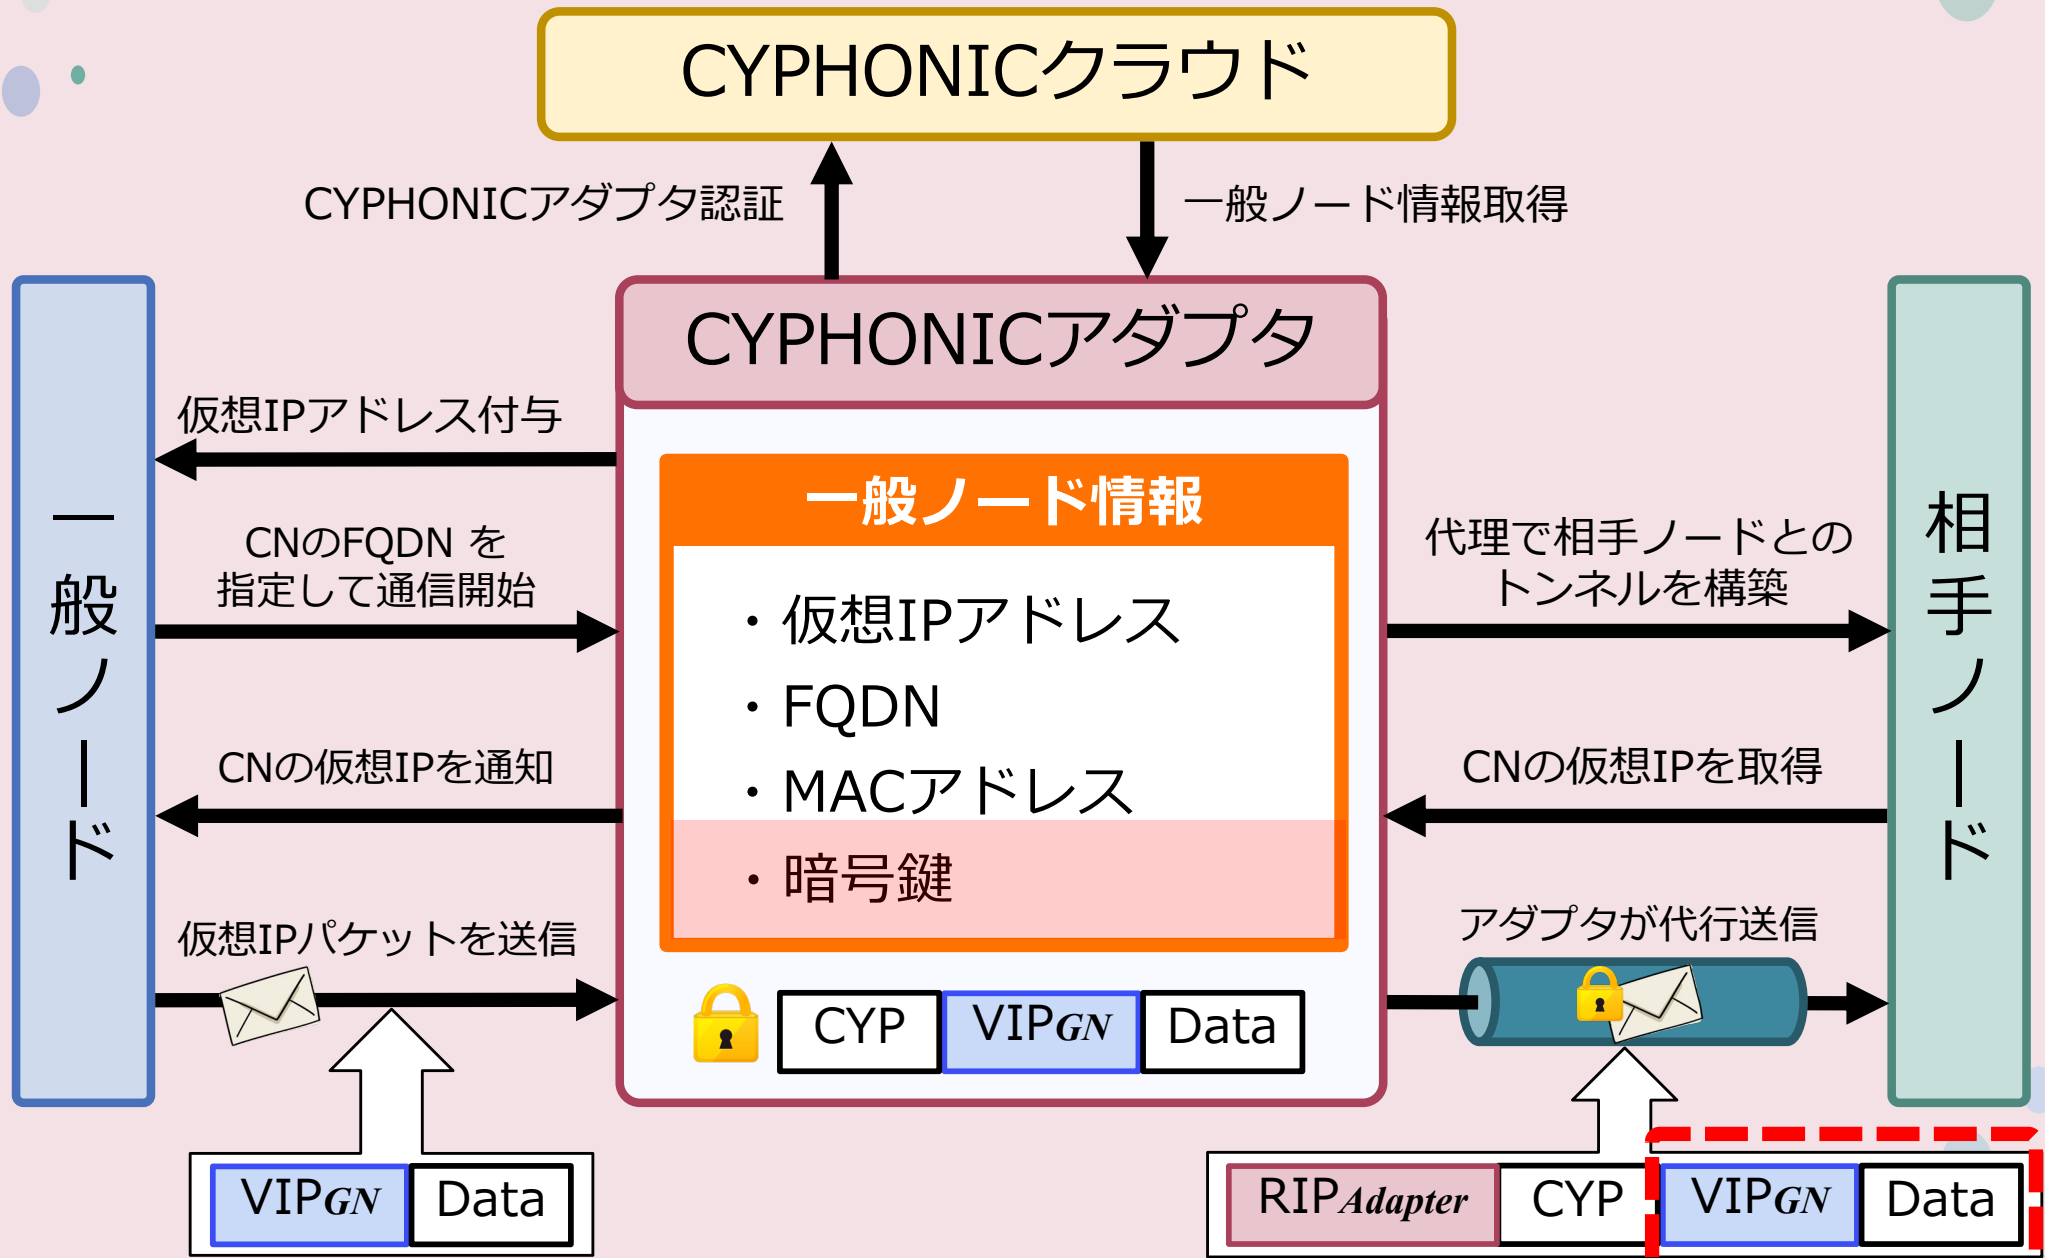 CYPHONICクラウド
CYPHONICアダプタ認証
一般ノード情報取得
CYPHONICアダプタ
一般ノード
仮想IPアドレス付与
CNのFQDN を
指定して通信開始
CNの仮想IPを通知
仮想IPパケットを送信
一般ノード情報
・仮想IPアドレス
・FQDN
・MACアドレス
・暗号鍵
CYP VIPGN Data
代理で相手ノードとの
トンネルを構築
CNの仮想IPを取得
アダプタが代行送信
相手ノード
VIPGN Data
RIPAdapter CYP VIPGN Data